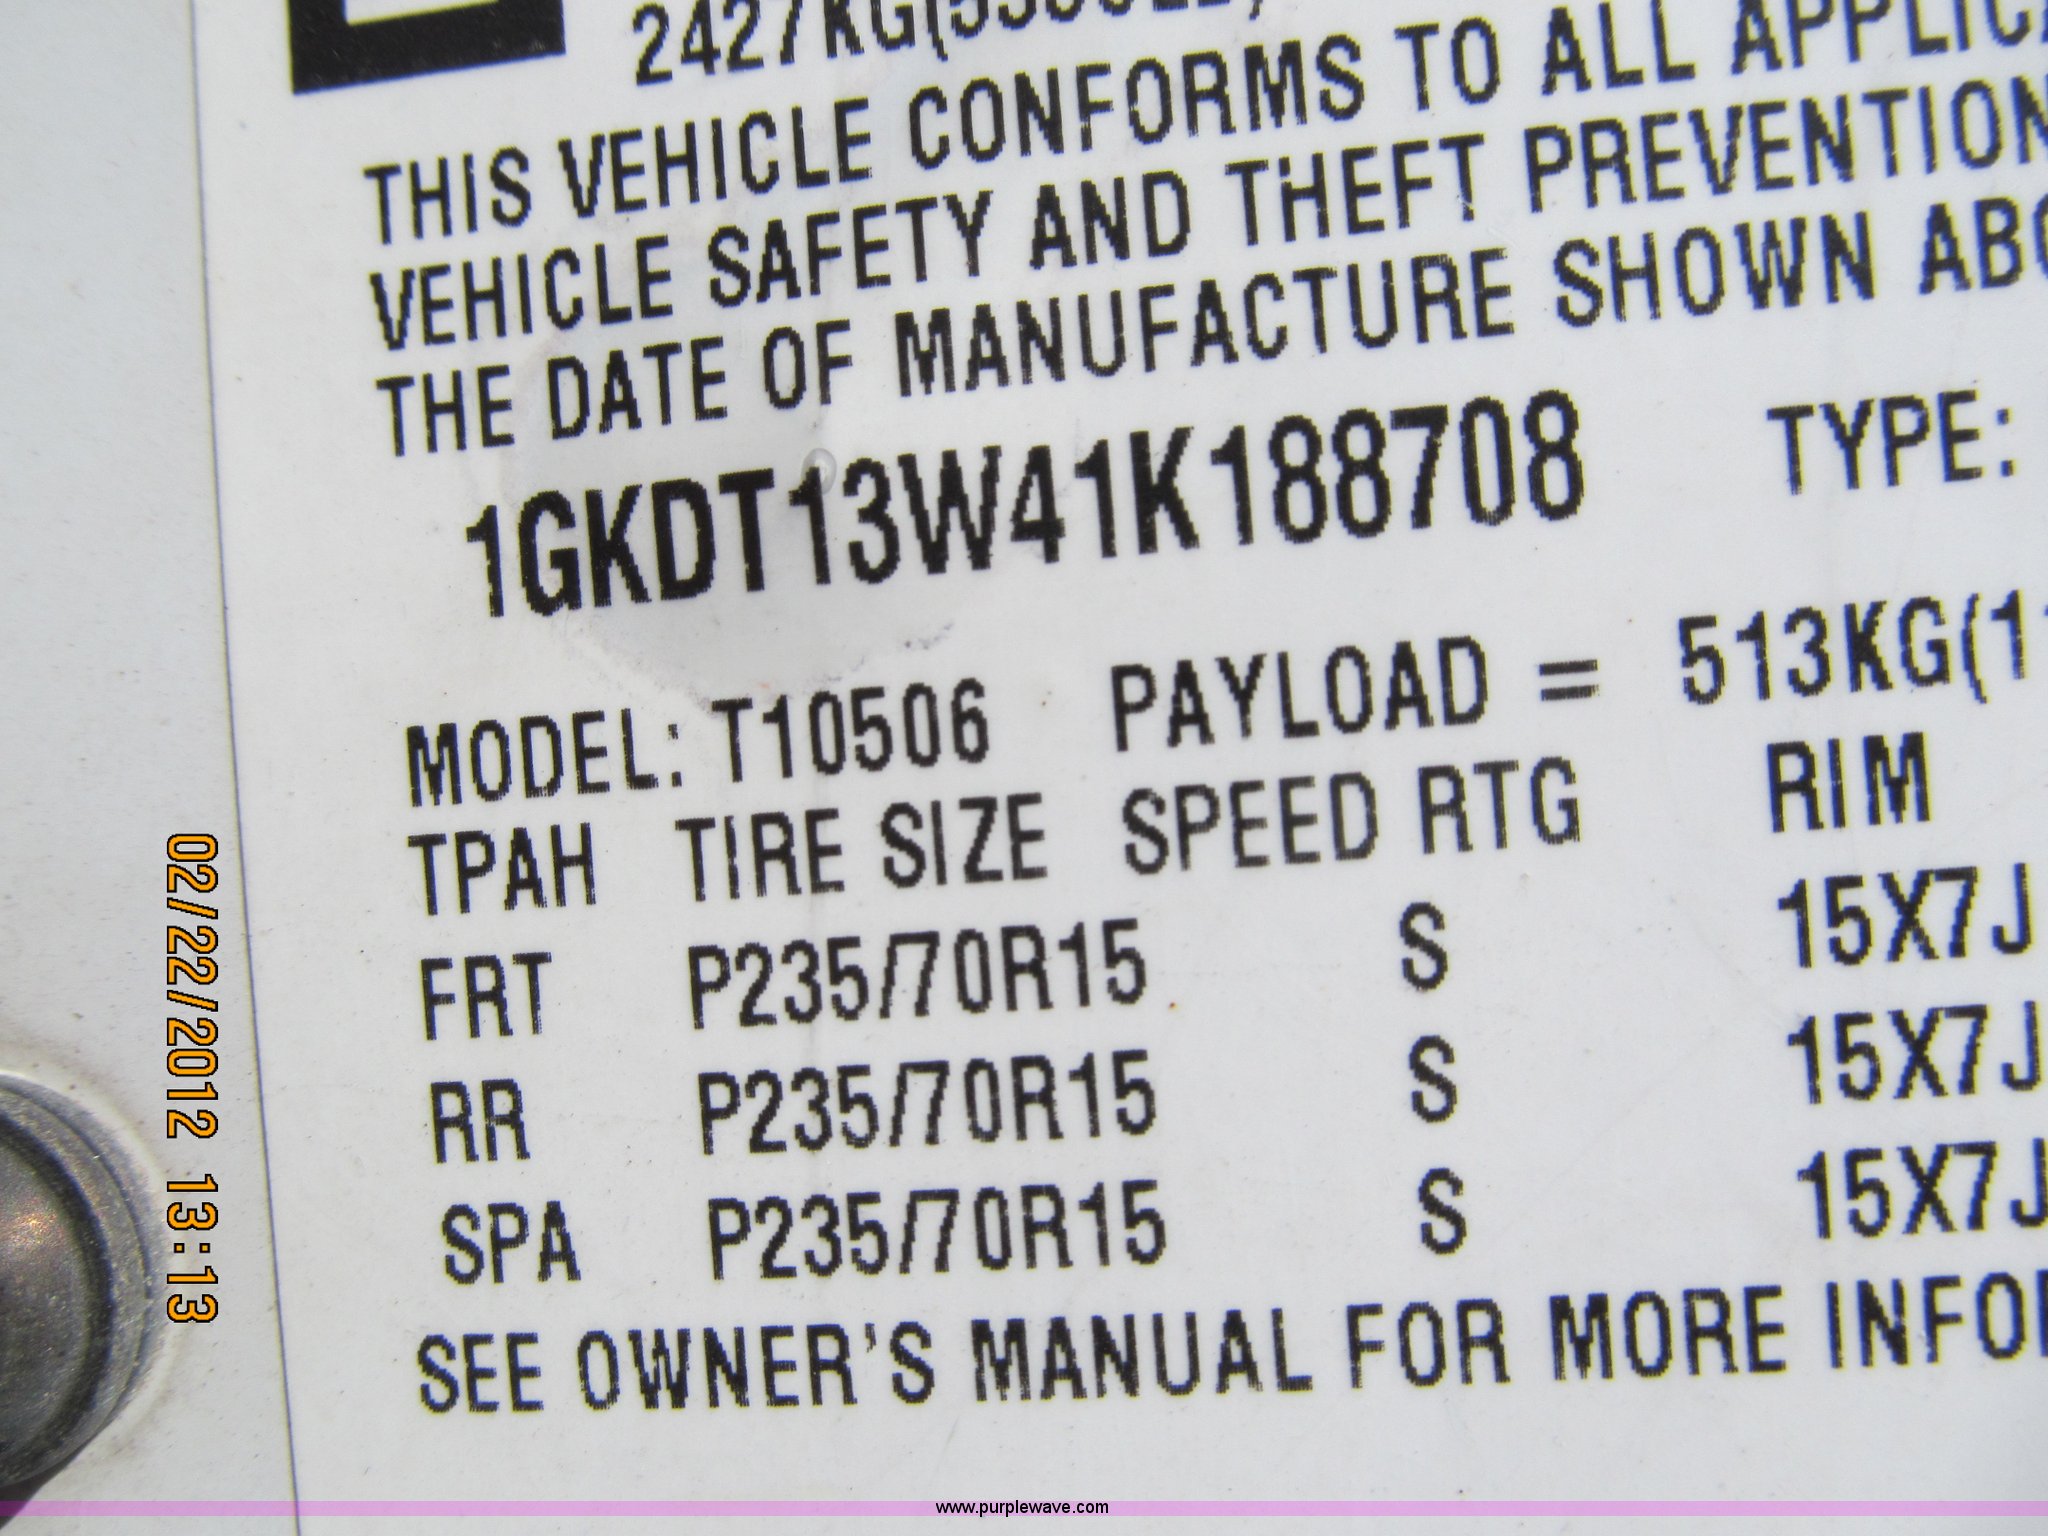 2427KG
THIS VEHICLE CONFORMS TO ALL
VEHICLE SAFETY AND THEFT PREVENTION
THE DATE OF MANUFACTURE SHOWN
1GKDT13W41K188708 TYPE:
MODEL: T10506 PAYLOAD = 513KG
TPAH TIRE SIZE SPEED RTG RIM
FRT P235/70R15 S 15X7J
RR P235/70R15 S 15X7J
SPA P235/70R15 S 15X7J
SEE OWNER'S MANUAL FOR MORE
02/22/2012 13:13
www.purplewave.com